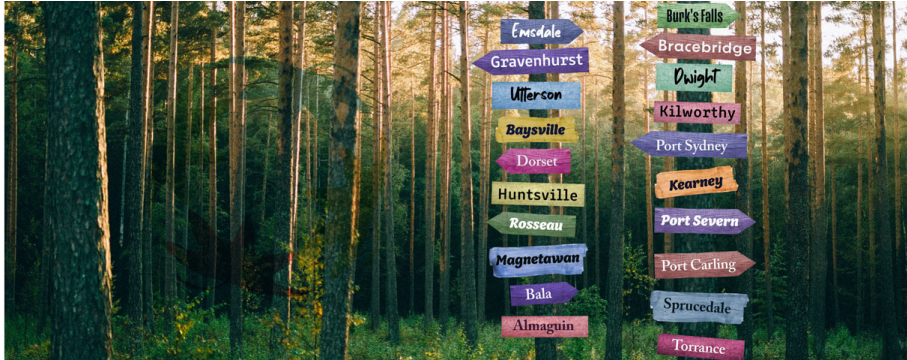 Emsdale
Gravenhurst
Utterson
Baysville
Dorset
Huntsville
Rosseau
Magnetawan
Bala
Almaguin
Burk's Falls
Bracebridge
Dwight
Kilworthy
Port Sydney
Kearney
Port Severn
Port Carling
Sprucedale
Torrance